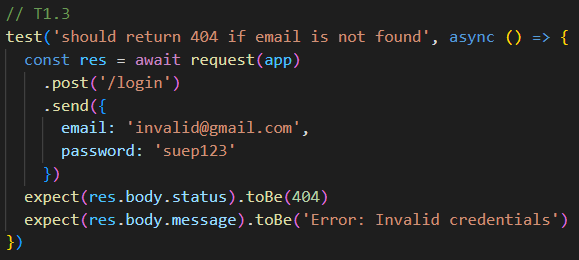 // T1.3
test('should return 404 if email is not found', async () => {
  const res = await request(app)
    .post('/login')
    .send({
      email: 'invalid@gmail.com',
      password: 'suep123'
    })
  expect(res.body.status).toBe(404)
  expect(res.body.message).toBe('Error: Invalid credentials')
})